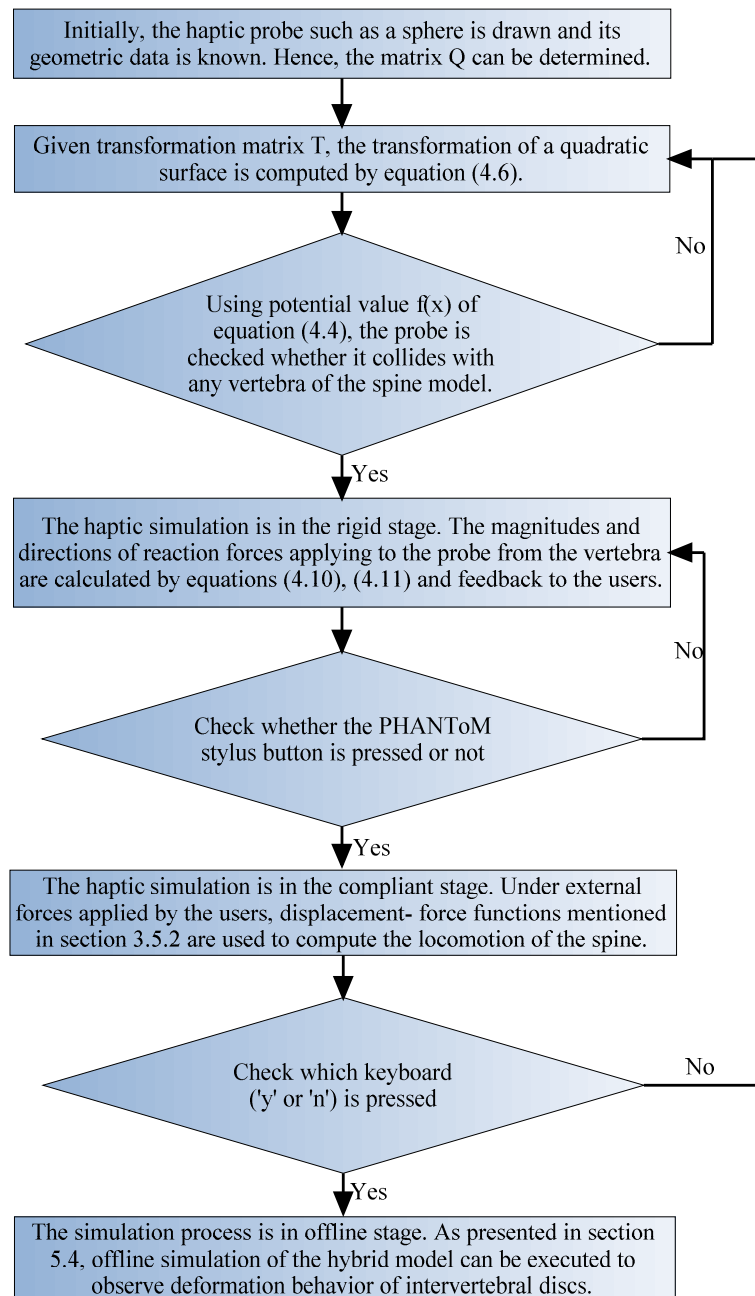 Initially, the haptic probe such as a sphere is drawn and its
geometric data is known. Hence, the matrix Q can be determined.
Given transformation matrix T, the transformation of a quadratic
surface is computed by equation (4.6).
No
Using potential value f(x) of
equation (4.4), the probe is
checked whether it collides with
any vertebra of the spine model.
Yes
The haptic simulation is in the rigid stage. The magnitudes and
directions of reaction forces applying to the probe from the vertebra
are calculated by equations (4.10), (4.11) and feedback to the users.
No
Check whether the PHANToM
stylus button is pressed or not
Yes
The haptic simulation is in the compliant stage. Under external
forces applied by the users, displacement- force functions mentioned
in section 3.5.2 are used to compute the locomotion of the spine.
No
Check which keyboard
('y' or 'n') is pressed
Yes
The simulation process is in offline stage. As presented in section
5.4, offline simulation of the hybrid model can be executed to
observe deformation behavior of intervertebral discs.